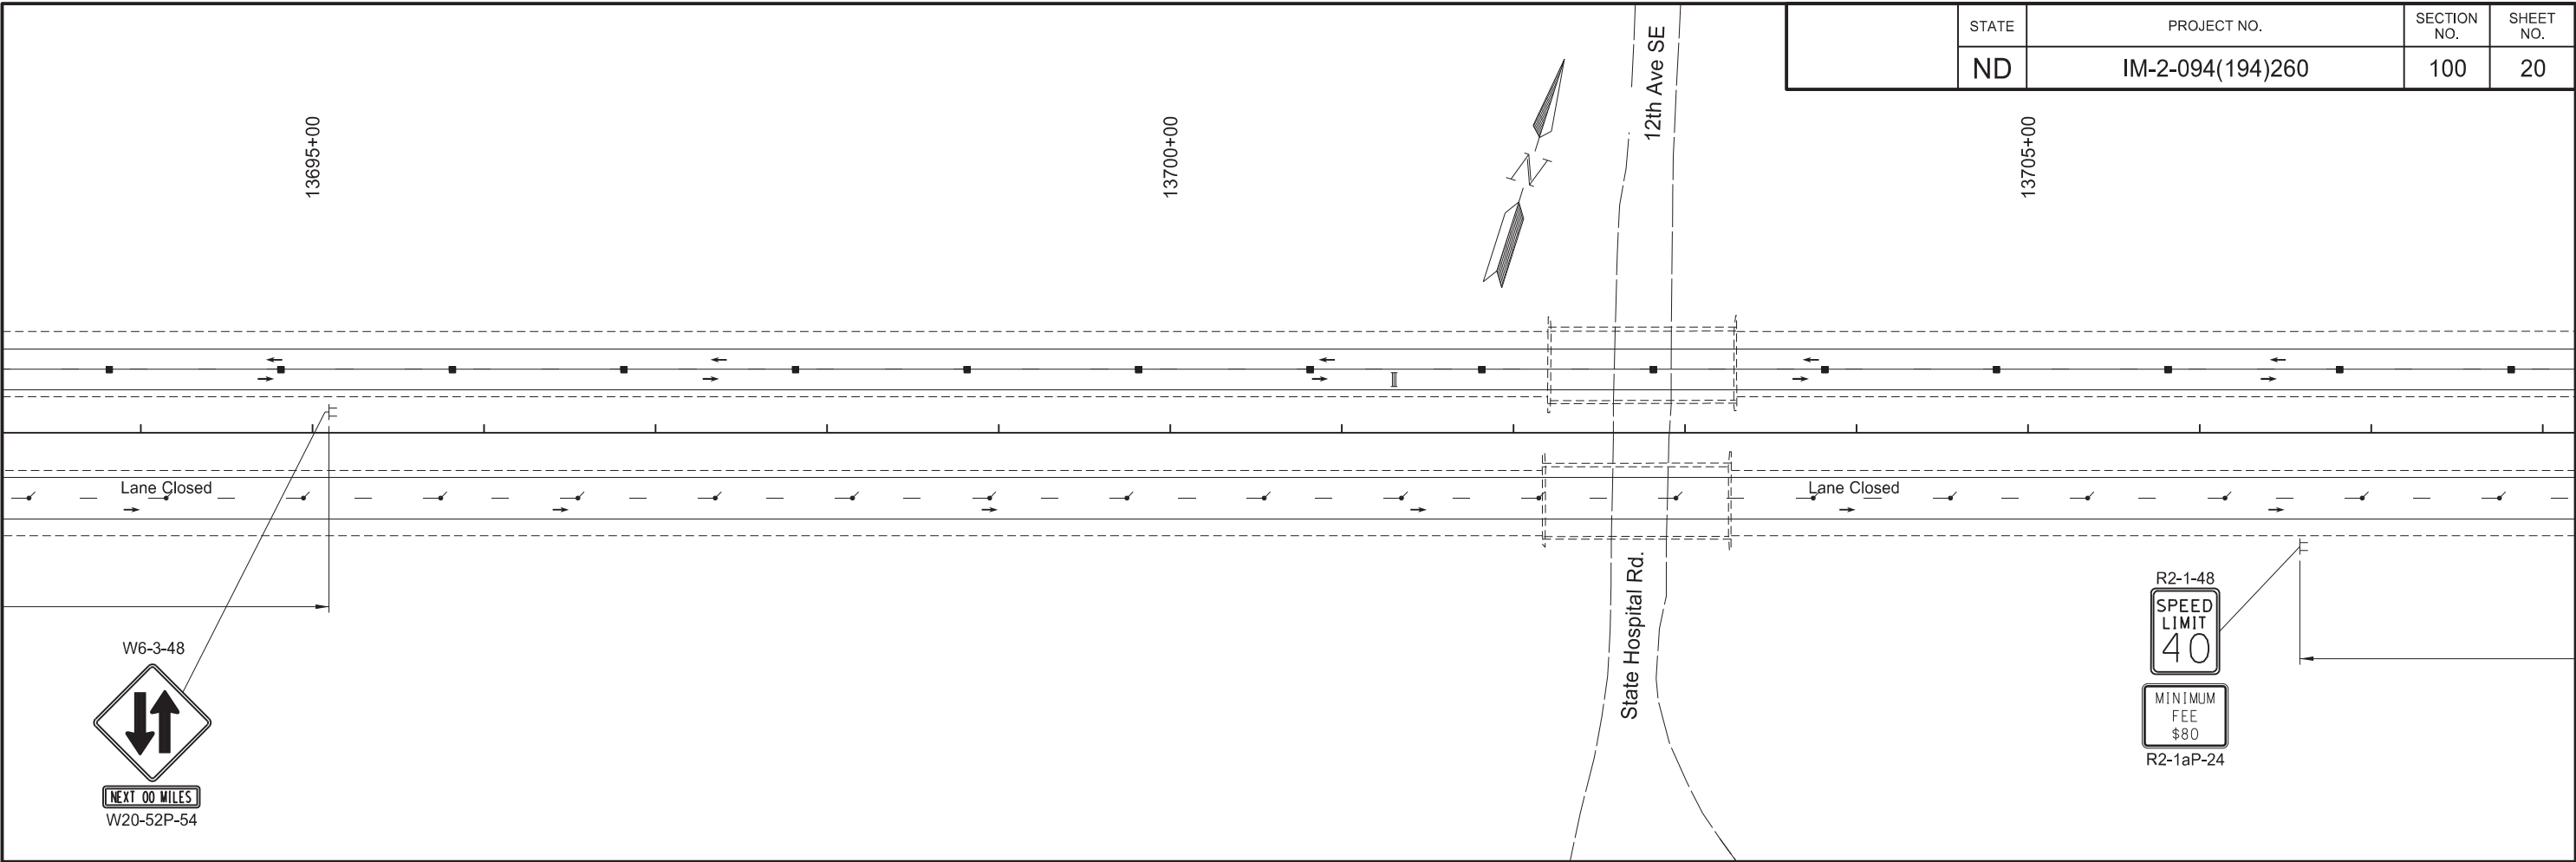 STATE
PROJECT NO.
SECTION NO.
SHEET NO.
ND
IM-2-094(194)260
100
20
13695+00
13700+00
12th Ave SE
13705+00
N
Lane Closed
Lane Closed
State Hospital Rd.
W6-3-48
NEXT 00 MILES
W20-52P-54
R2-1-48
SPEED
LIMIT
40
MINIMUM
FEE
$80
R2-1aP-24